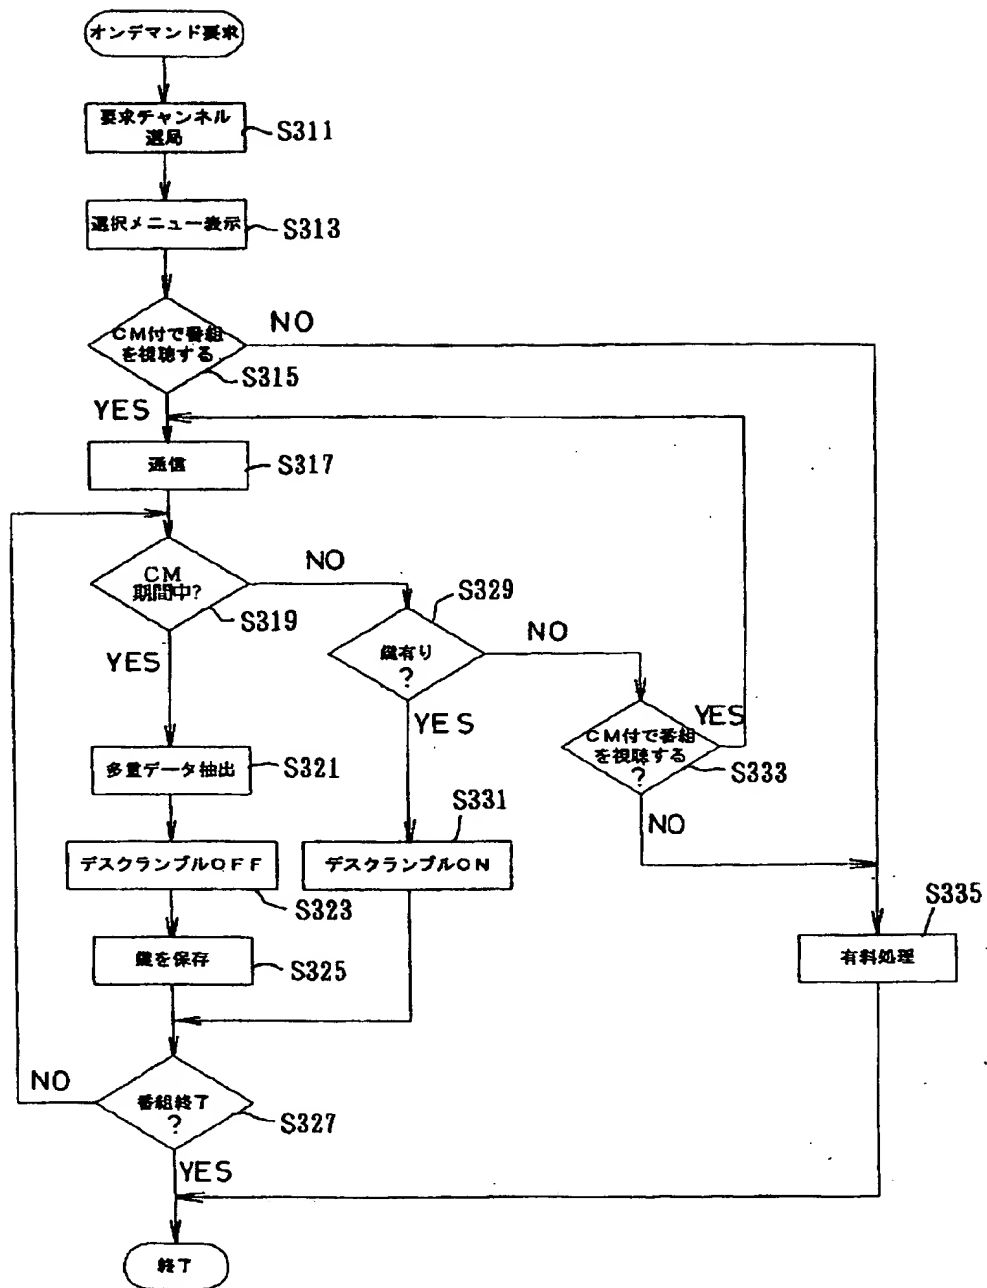 オンデマンド要求
要求チャンネル
選局
S311
選択メニュー表示
S313
CM付で番組
を視聴する
S315
NO
YES
通信
S317
CM
期間中?
S319
NO
YES
S329
鍵有り
?
NO
YES
CM付で番組
を視聴する
?
S333
YES
NO
多重データ抽出
S321
デスクランブルOFF
S323
鍵を保存
S325
S331
デスクランブルON
S335
有料処理
番組終了
?
S327
NO
YES
終了